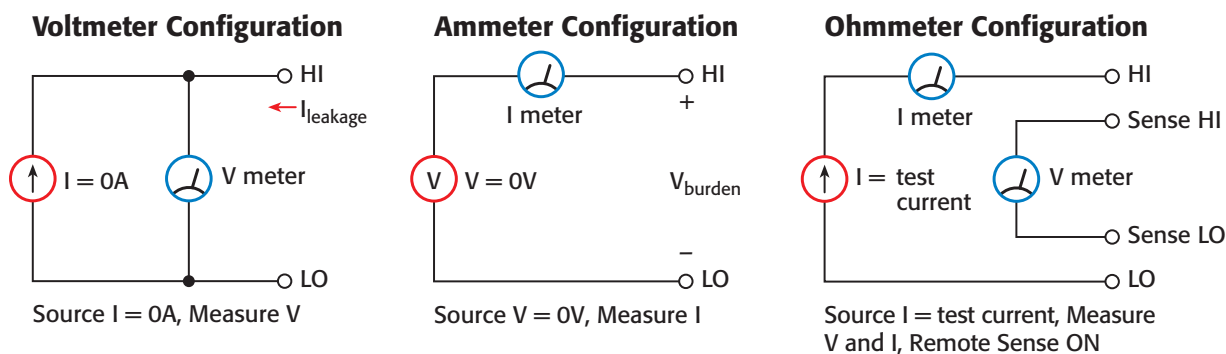 Voltmeter Configuration
HI
Ileakage
I = 0A
V meter
LO
Source I = 0A, Measure V
Ammeter Configuration
HI
+
I meter
V
V = 0V
Vburden
–
LO
Source V = 0V, Measure I
Ohmmeter Configuration
HI
I meter
Sense HI
I = test
current
V meter
Sense LO
LO
Source I = test current, Measure
V and I, Remote Sense ON